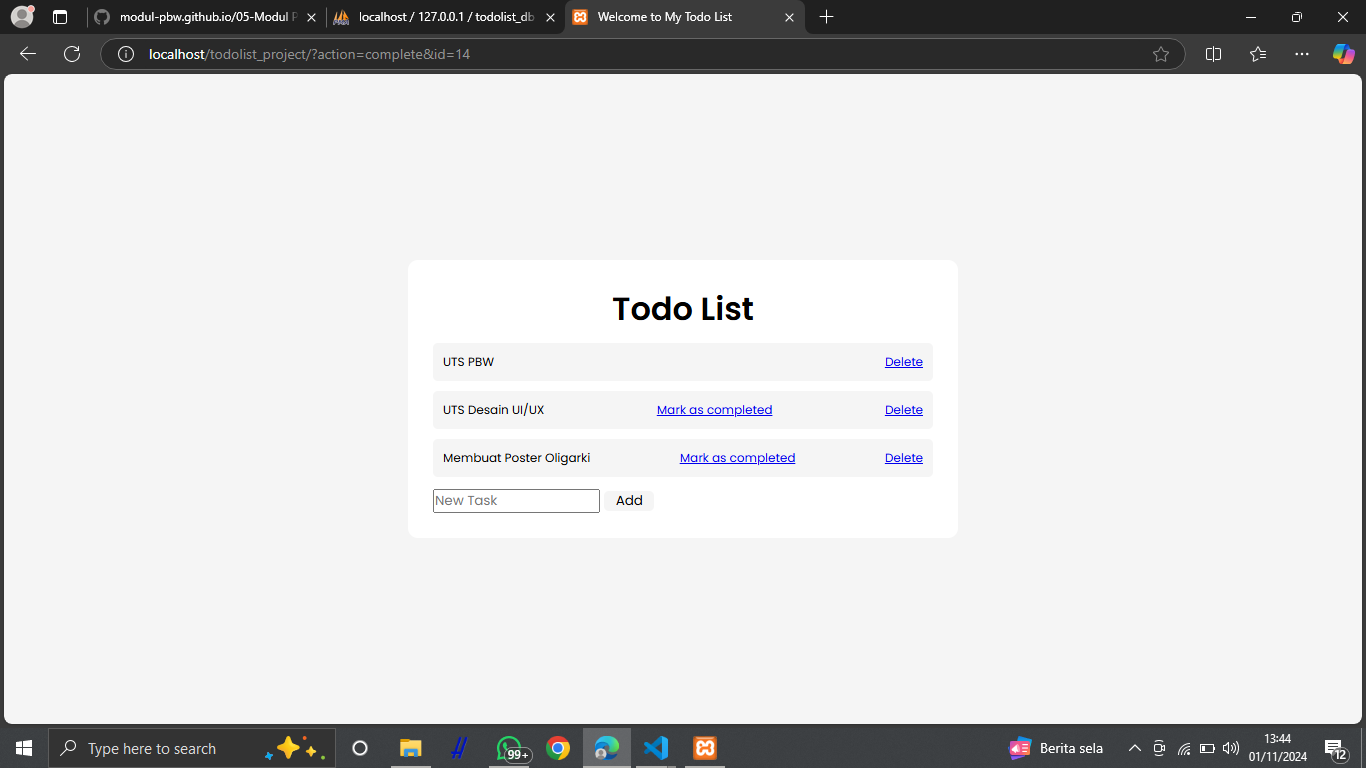 modul-pbw.github.io/05-Modul P
localhost / 127.0.0.1 / todolist_db
Welcome to My Todo List
localhost/todolist_project/?action=complete&id=14
Todo List
UTS PBW Delete
UTS Desain UI/UX Mark as completed Delete
Membuat Poster Oligarki Mark as completed Delete
New Task Add
Type here to search
99+
Berita sela
13:44
01/11/2024
12